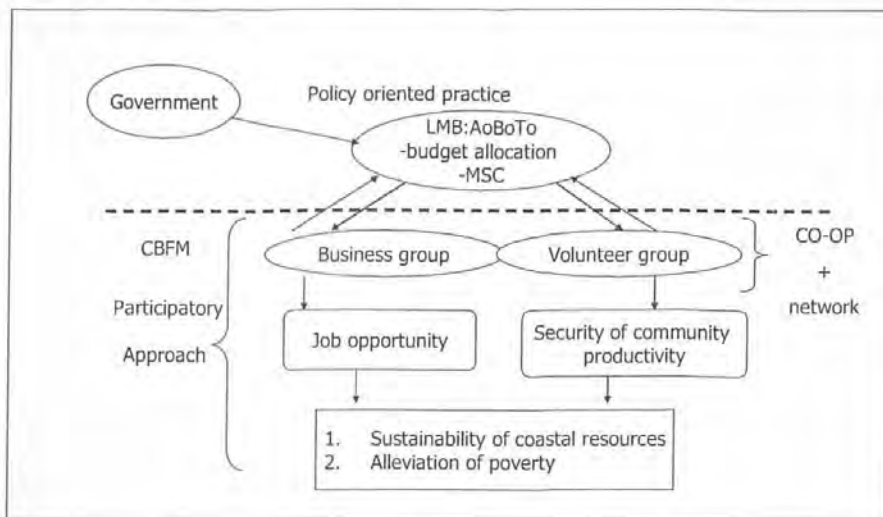 Government
Policy oriented practice
LMB:AoBoTo
-budget allocation
-MSC
CBFM
Participatory
Approach
Business group
Volunteer group
CO-OP
+
network
Job opportunity
Security of community
productivity
1. Sustainability of coastal resources
2. Alleviation of poverty